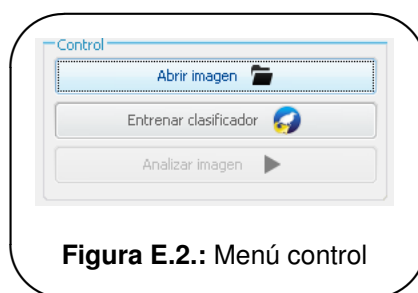 Control
Abrir imagen
Entrenar clasificador
Analizar imagen
Figura E.2.: Menú control